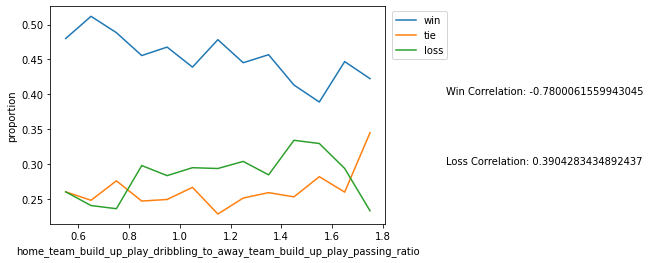 win
tie
loss
0.50
0.45
0.40
0.35
0.30
0.25
proportion
Win Correlation: -0.7800061559943045
Loss Correlation: 0.3904283434892437
0.6 0.8 1.0 1.2 1.4 1.6 1.8
home_team_build_up_play_dribbling_to_away_team_build_up_play_passing_ratio